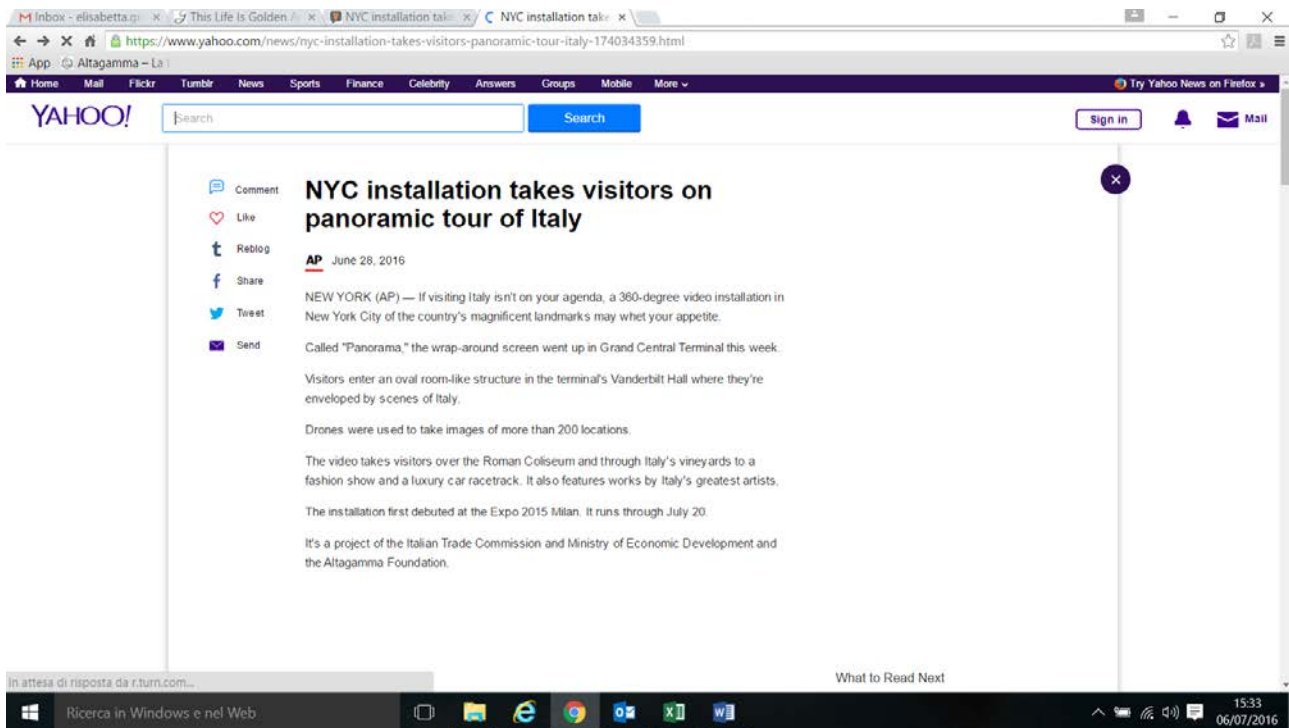 Inbox - elisabetta.
This Life Is Golden
NYC installation
NYC installation
https://www.yahoo.com/news/nyc-installation-takes-visitors-panoramic-tour-italy-174034359.html
App Altagamma – La
Home Mail Flickr Tumblr News Sports Finance Celebrity Answers Groups Mobile More Try Yahoo News on Firefox »
YAHOO! Search Search Sign in Mail
Comment
Like
Reblog
Share
Tweet
Send
NYC installation takes visitors on
panoramic tour of Italy
AP June 28, 2016
NEW YORK (AP) — If visiting Italy isn't on your agenda, a 360-degree video installation in
New York City of the country's magnificent landmarks may whet your appetite.
Called "Panorama," the wrap-around screen went up in Grand Central Terminal this week.
Visitors enter an oval room-like structure in the terminal's Vanderbilt Hall where they're
enveloped by scenes of Italy.
Drones were used to take images of more than 200 locations.
The video takes visitors over the Roman Coliseum and through Italy's vineyards to a
fashion show and a luxury car racetrack. It also features works by Italy's greatest artists.
The installation first debuted at the Expo 2015 Milan. It runs through July 20.
It's a project of the Italian Trade Commission and Ministry of Economic Development and
the Altagamma Foundation.
What to Read Next
In attesa di risposta da r.turn.com...
Ricerca in Windows e nel Web
15:33
06/07/2016